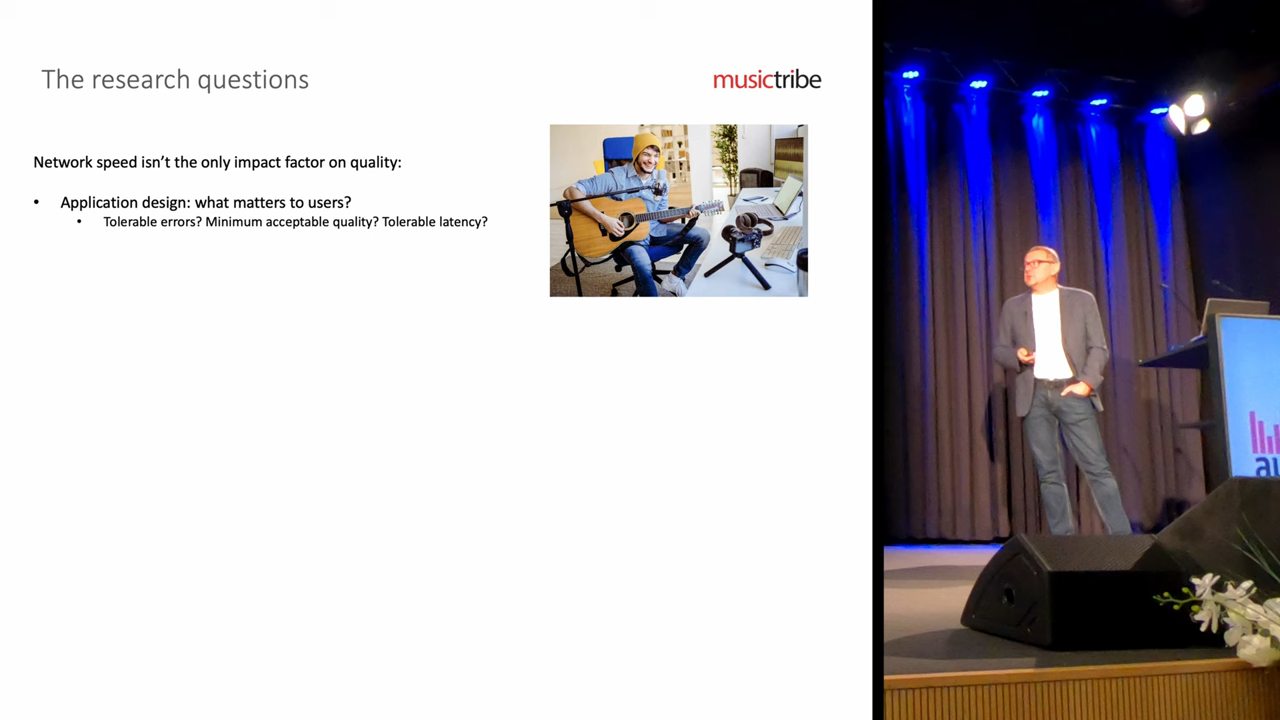 The research questions
musictribe
Network speed isn't the only impact factor on quality:
• Application design: what matters to users?
• Tolerable errors? Minimum acceptable quality? Tolerable latency?
au